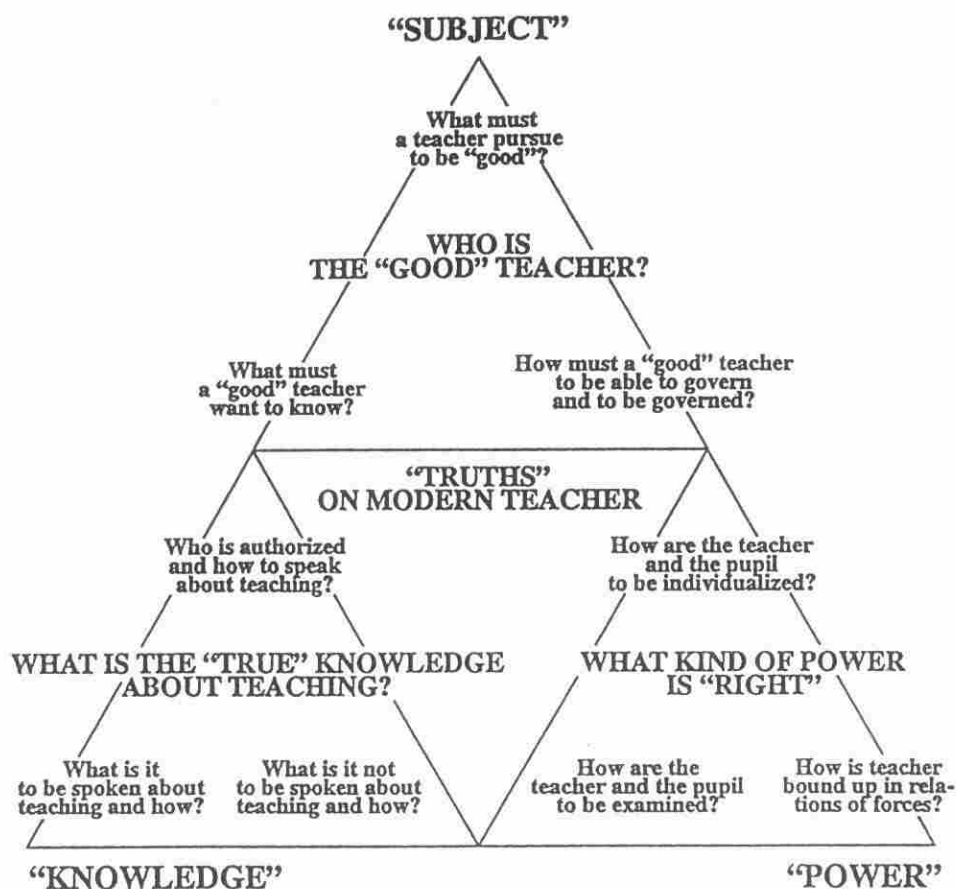 “SUBJECT”
What must
a teacher pursue
to be “good”?
WHO IS
THE “GOOD” TEACHER?
What must
a “good” teacher
want to know?
How must a “good” teacher
to be able to govern
and to be governed?
“TRUTHS”
ON MODERN TEACHER
Who is authorized
and how to speak
about teaching?
How are the teacher
and the pupil
to be individualized?
WHAT IS THE “TRUE” KNOWLEDGE
ABOUT TEACHING?
WHAT KIND OF POWER
IS “RIGHT”
What is it
to be spoken about
teaching and how?
What is it not
to be spoken about
teaching and how?
How are the
teacher and the pupil
to be examined?
How is teacher
bound up in rela-
tions of forces?
“KNOWLEDGE”
“POWER”